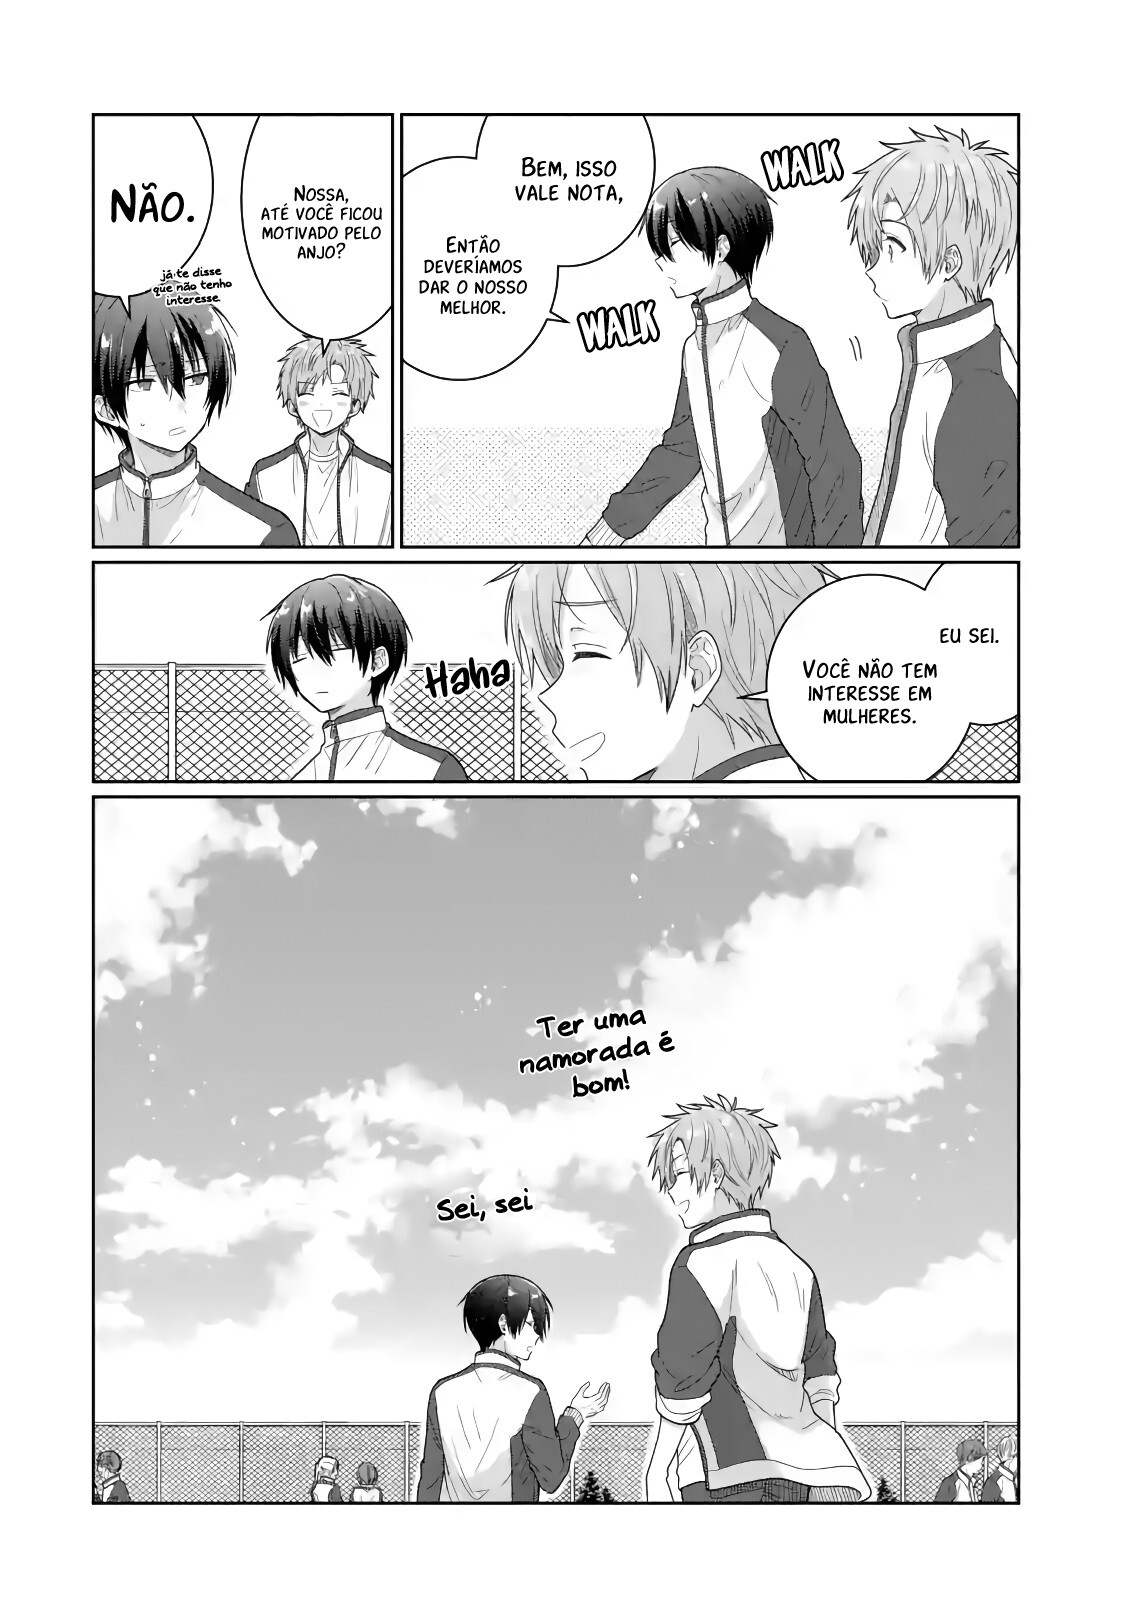 BEM, ISSO
VALE NOTA,
ENTÃO
DEVERÍAMOS
DAR O NOSSO
MELHOR.
WALK
WALK
NOSSA,
ATÉ VOCÊ FICOU
MOTIVADO PELO
ANJO?
NÃO.
já te disse
que não tenho
interesse.
EU SEI.
VOCÊ NÃO TEM
INTERESSE EM
MULHERES.
Haha
Ter uma
namorada é
bom!
Sei, sei